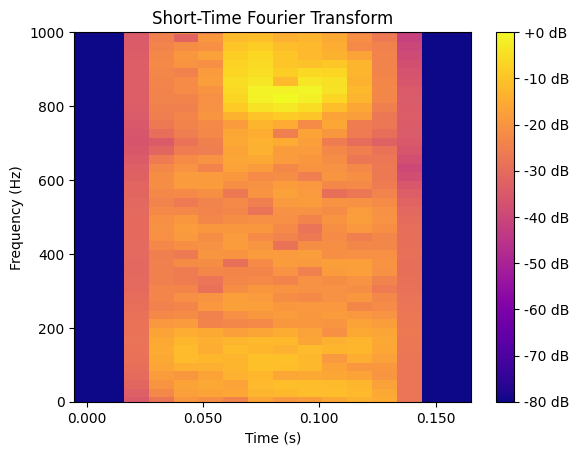 Short-Time Fourier Transform
1000
800
600
400
200
0
Frequency (Hz)
0.000
0.050
0.100
0.150
Time (s)
+0 dB
-10 dB
-20 dB
-30 dB
-40 dB
-50 dB
-60 dB
-70 dB
-80 dB